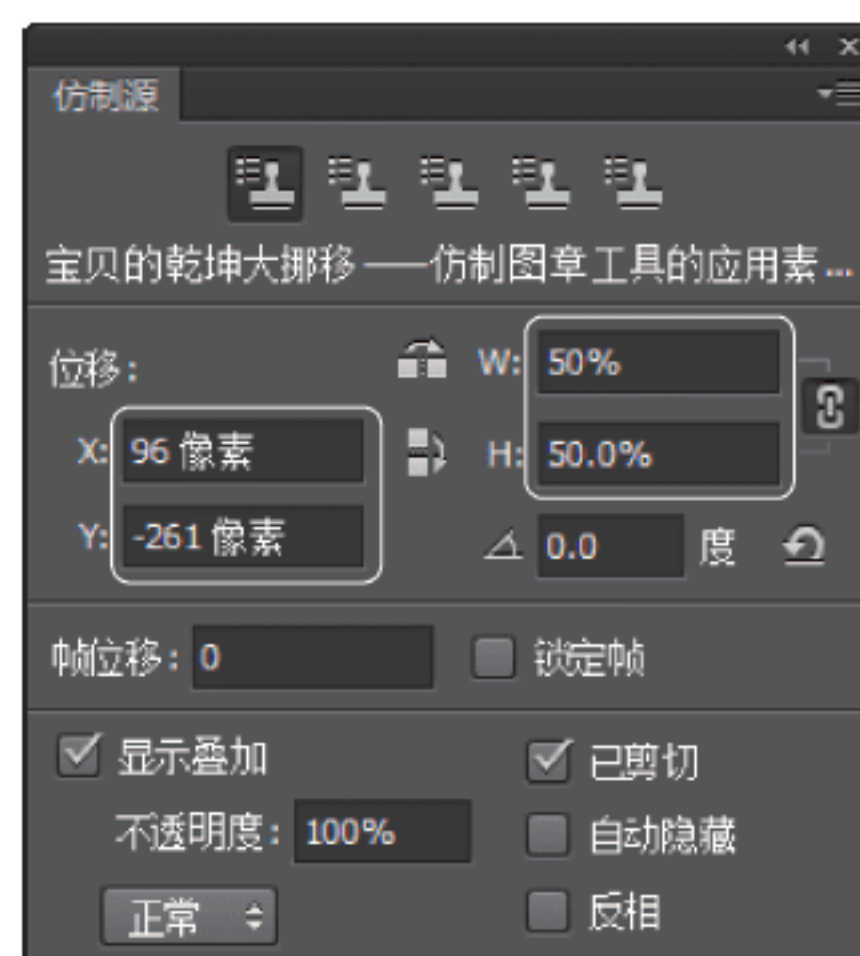 仿制源
宝贝的乾坤大挪移——仿制图章工具的应用素...
位移: W: 50%
X: 96 像素 H: 50.0%
Y: -261 像素 0.0 度
帧位移: 0 锁定帧
显示叠加 已剪切
不透明度: 100% 自动隐藏
正常 反相